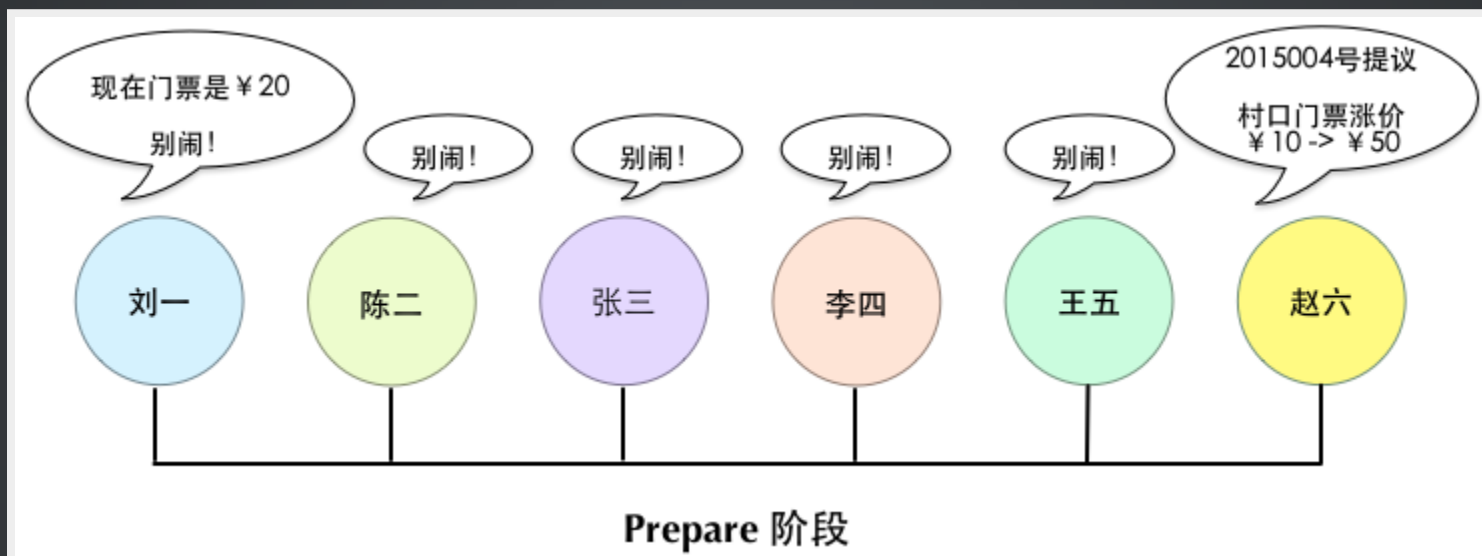 现在门票是￥20
别闹！
别闹！
别闹！
别闹！
别闹！
2015004号提议
村口门票涨价
￥10 -> ￥50
刘一
陈二
张三
李四
王五
赵六
Prepare 阶段